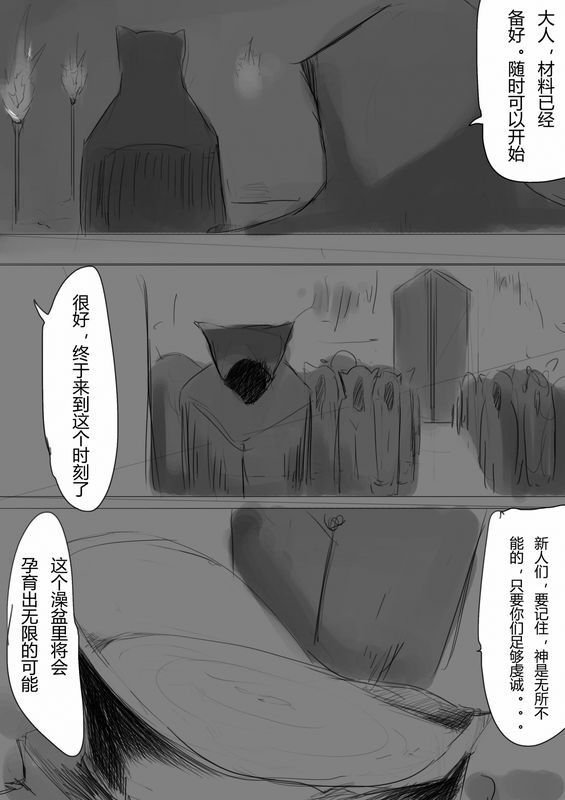 大人，材料已经
备好。随时可以开始
很好，终于来到这个时刻了
新人们，要记住，神是无所不
能的，只要你们足够虔诚...
这个澡盆里将会
孕育出无限的可能